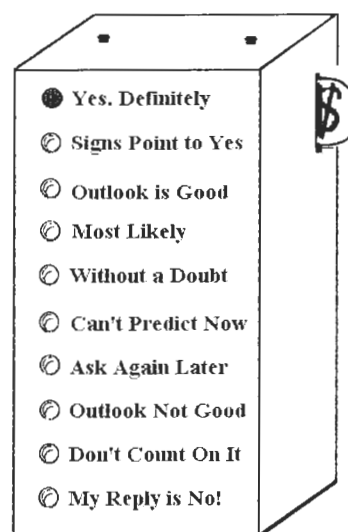 Yes. Definitely
Signs Point to Yes
Outlook is Good
Most Likely
Without a Doubt
Can't Predict Now
Ask Again Later
Outlook Not Good
Don't Count On It
My Reply is No!
$